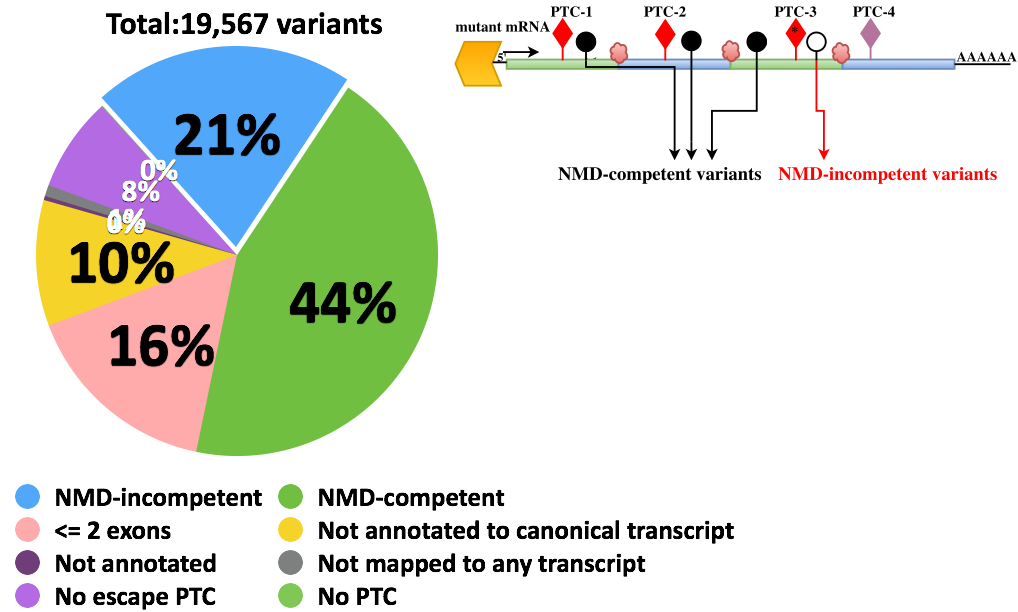 Total:19,567 variants
21%
44%
16%
10%
0%
8%
0%
mutant mRNA
PTC-1
PTC-2
PTC-3
PTC-4
*
5'
AAAAAA
NMD-competent variants
NMD-incompetent variants
NMD-incompetent
NMD-competent
<= 2 exons
Not annotated to canonical transcript
Not annotated
Not mapped to any transcript
No escape PTC
No PTC